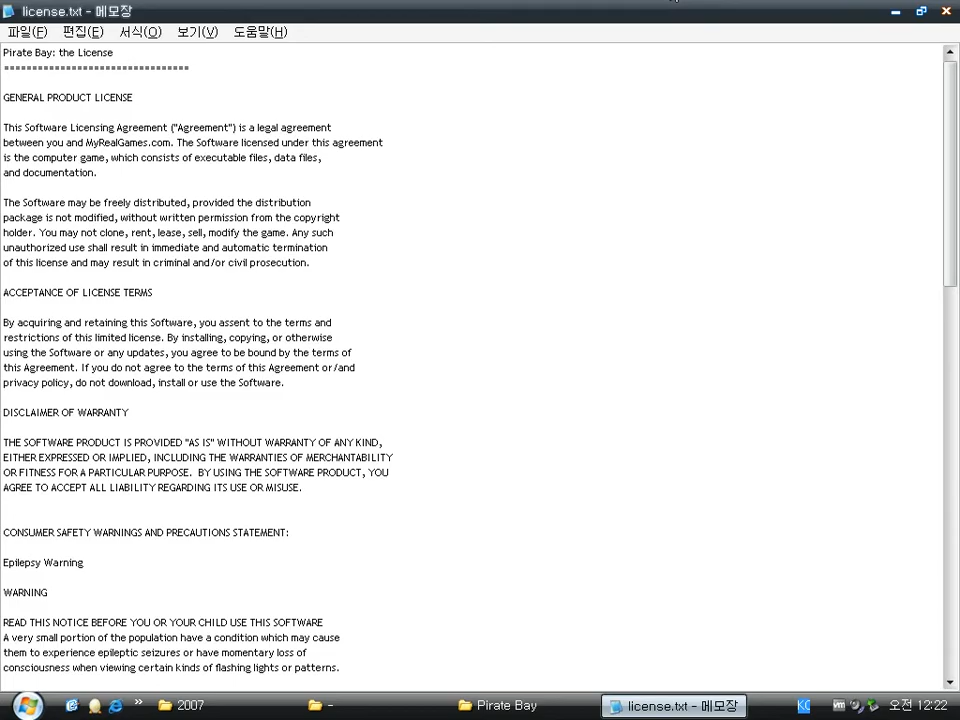 license.txt - 메모장
파일(F) 편집(E) 서식(O) 보기(V) 도움말(H)
Pirate Bay: the License
=================================
GENERAL PRODUCT LICENSE
This Software Licensing Agreement ("Agreement") is a legal agreement
between you and MyRealGames.com. The Software licensed under this agreement
is the computer game, which consists of executable files, data files,
and documentation.
The Software may be freely distributed, provided the distribution
package is not modified, without written permission from the copyright
holder. You may not clone, rent, lease, sell, modify the game. Any such
unauthorized use shall result in immediate and automatic termination
of this license and may result in criminal and/or civil prosecution.
ACCEPTANCE OF LICENSE TERMS
By acquiring and retaining this Software, you assent to the terms and
restrictions of this limited license. By installing, copying, or otherwise
using the Software or any updates, you agree to be bound by the terms of
this Agreement. If you do not agree to the terms of this Agreement or/and
privacy policy, do not download, install or use the Software.
DISCLAIMER OF WARRANTY
THE SOFTWARE PRODUCT IS PROVIDED "AS IS" WITHOUT WARRANTY OF ANY KIND,
EITHER EXPRESSED OR IMPLIED, INCLUDING THE WARRANTIES OF MERCHANTABILITY
OR FITNESS FOR A PARTICULAR PURPOSE.  BY USING THE SOFTWARE PRODUCT, YOU
AGREE TO ACCEPT ALL LIABILITY REGARDING ITS USE OR MISUSE.
CONSUMER SAFETY WARNINGS AND PRECAUTIONS STATEMENT:
Epilepsy Warning
WARNING
READ THIS NOTICE BEFORE YOU OR YOUR CHILD USE THIS SOFTWARE
A very small portion of the population have a condition which may cause
them to experience epileptic seizures or have momentary loss of
consciousness when viewing certain kinds of flashing lights or patterns.
» 2007 - Pirate Bay license.txt - 메모장 KO 오전 12:22